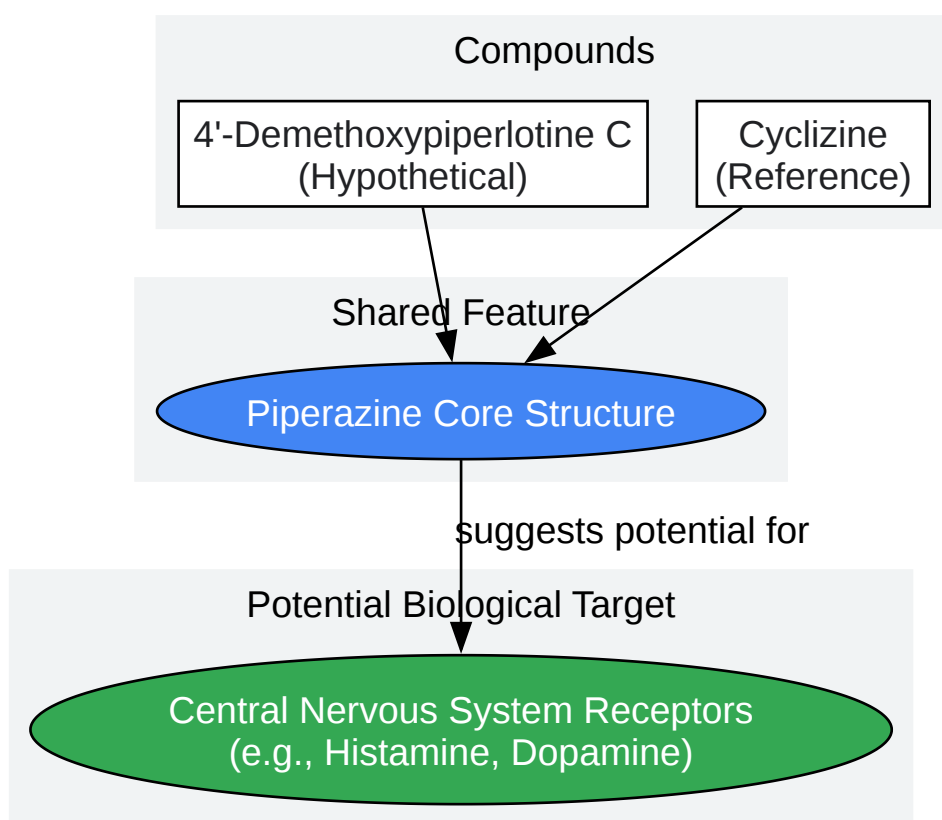 Compounds
4'-Demethoxypiperlotine C
(Hypothetical)
Cyclizine
(Reference)
Shared Feature
Piperazine Core Structure
suggests potential for
Potential Biological Target
Central Nervous System Receptors
(e.g., Histamine, Dopamine)